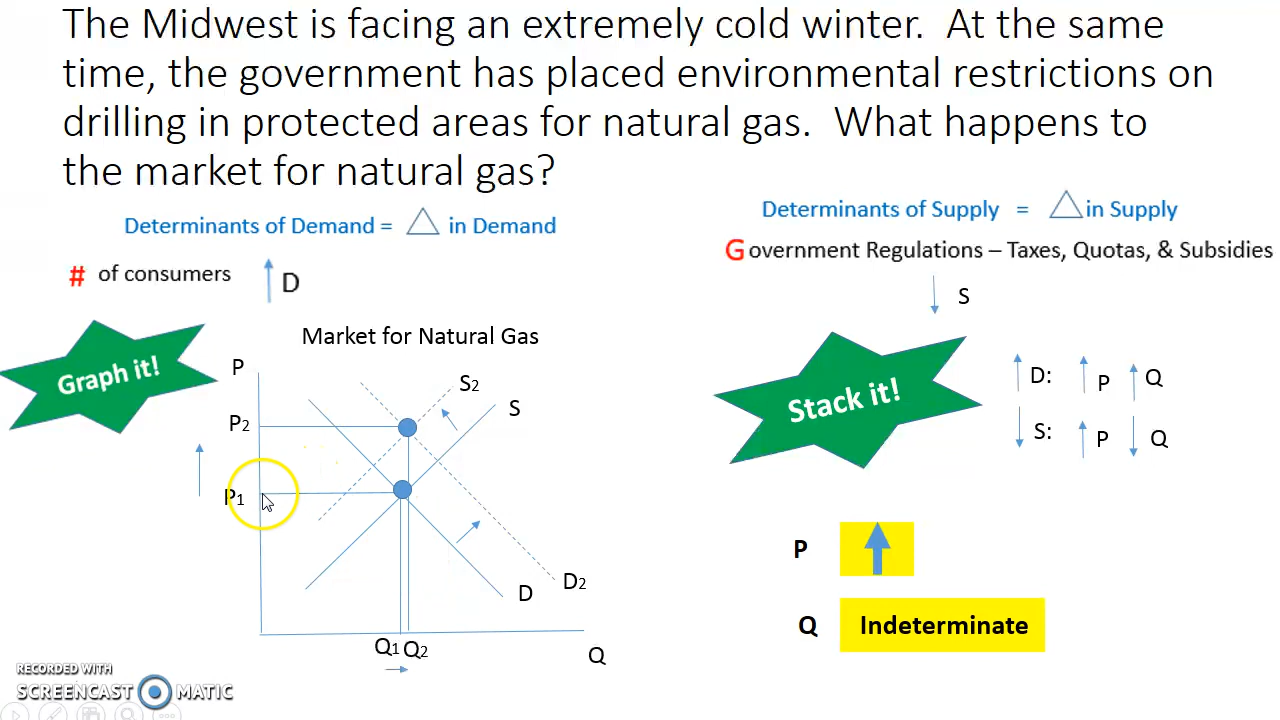 The Midwest is facing an extremely cold winter. At the same
time, the government has placed environmental restrictions on
drilling in protected areas for natural gas. What happens to
the market for natural gas?
Determinants of Demand = △ in Demand
# of consumers
D
Determinants of Supply = △ in Supply
Government Regulations – Taxes, Quotas, & Subsidies
S
Graph it!
Market for Natural Gas
P
P2
P1
S2
S
D
D2
Q1 Q2
Q
Stack it!
D: P Q
S: P Q
P
Q Indeterminate
RECORDED WITH
SCREENCAST MATIC